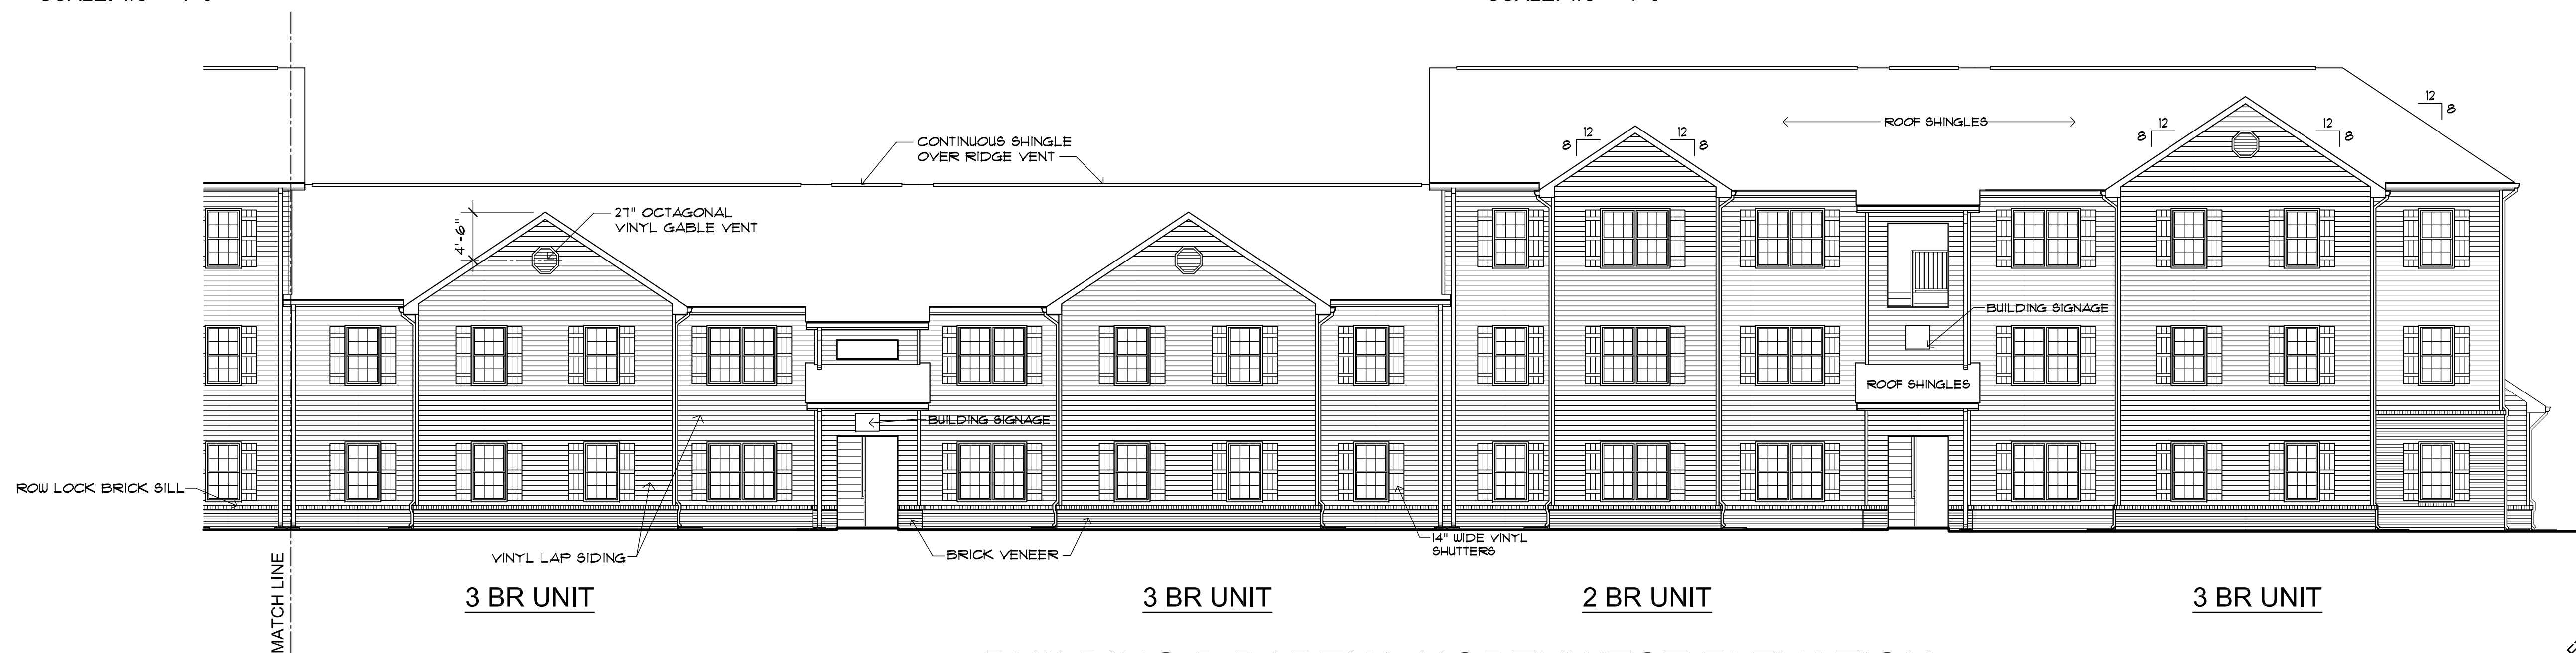 CONTINUOUS SHINGLE
OVER RIDGE VENT
27" OCTAGONAL
VINYL GABLE VENT
4'-6"
12
8
12
8
ROOF SHINGLES
12
8
12
8
12
8
BUILDING SIGNAGE
ROOF SHINGLES
BUILDING SIGNAGE
ROW LOCK BRICK SILL
VINYL LAP SIDING
BRICK VENEER
14" WIDE VINYL
SHUTTERS
MATCH LINE
3 BR UNIT
3 BR UNIT
2 BR UNIT
3 BR UNIT